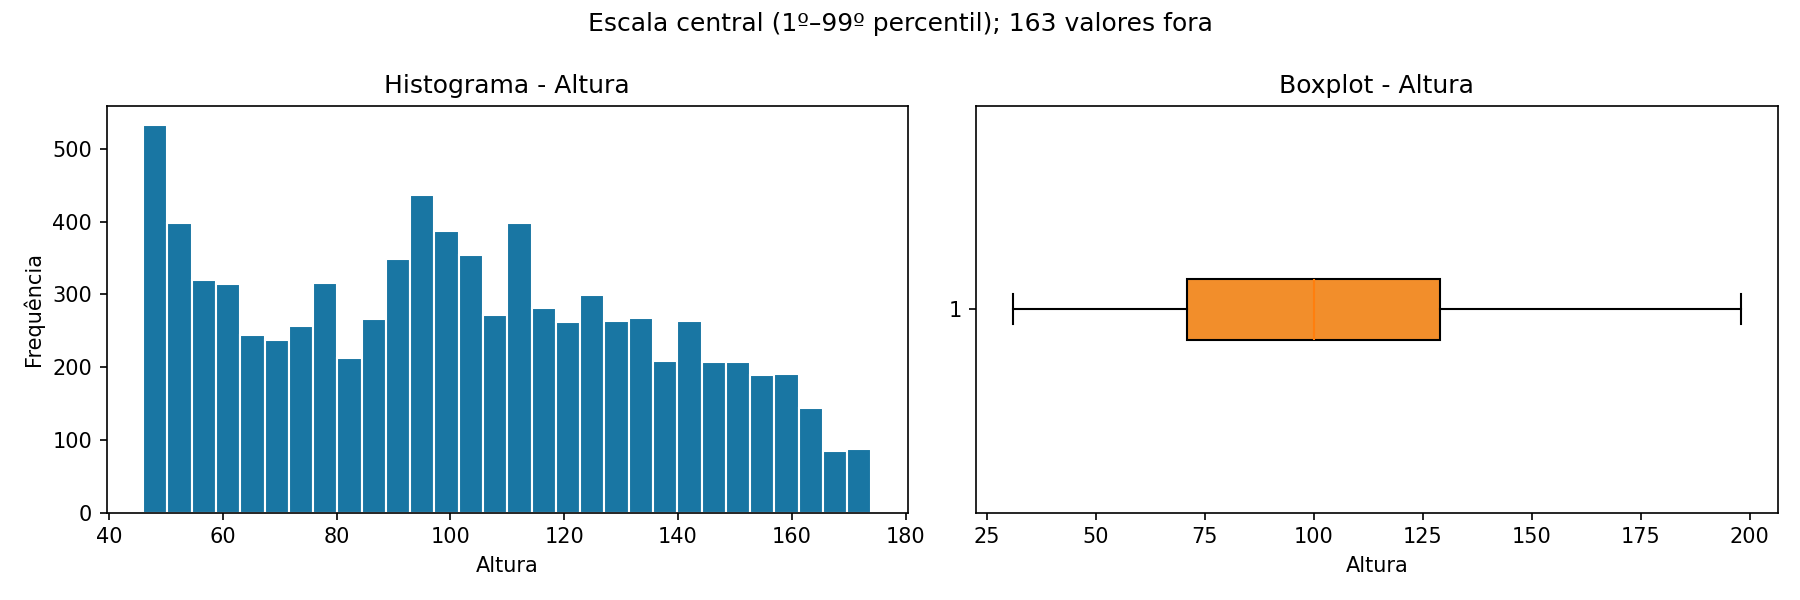 Escala central (1º–99º percentil); 163 valores fora
Histograma - Altura
Frequência
500
400
300
200
100
0
40 60 80 100 120 140 160 180
Altura
Boxplot - Altura
1
25 50 75 100 125 150 175 200
Altura